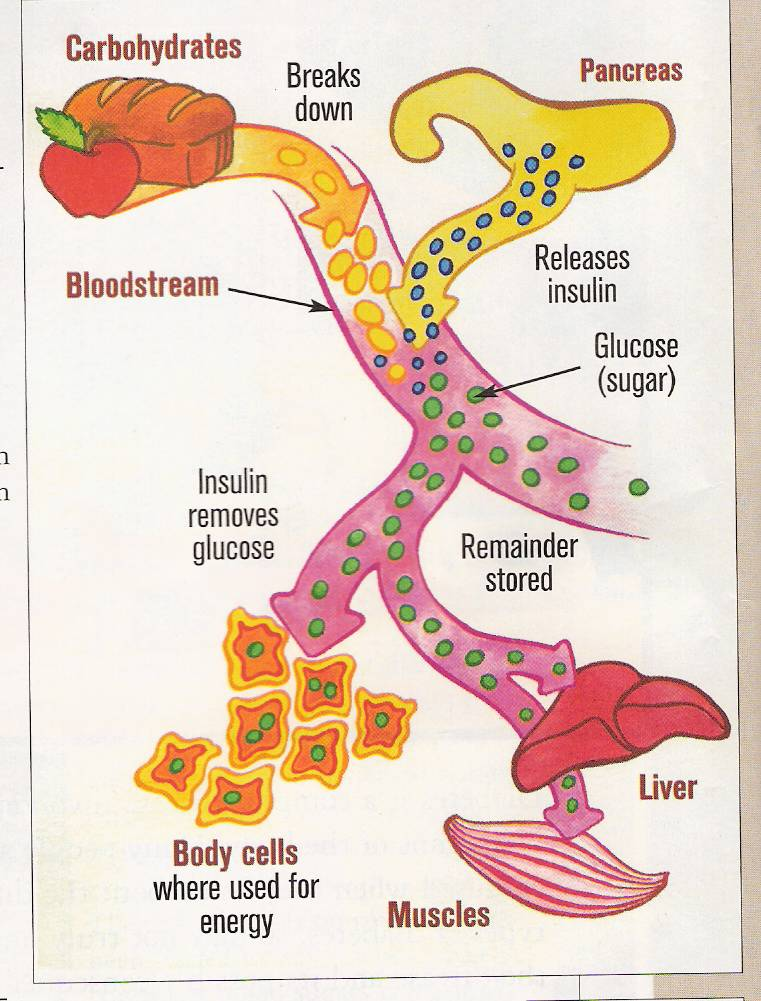 Carbohydrates
Breaks
down
Pancreas
Bloodstream
Releases
insulin
Glucose
(sugar)
Insulin
removes
glucose
Remainder
stored
Liver
Body cells
where used for
energy
Muscles